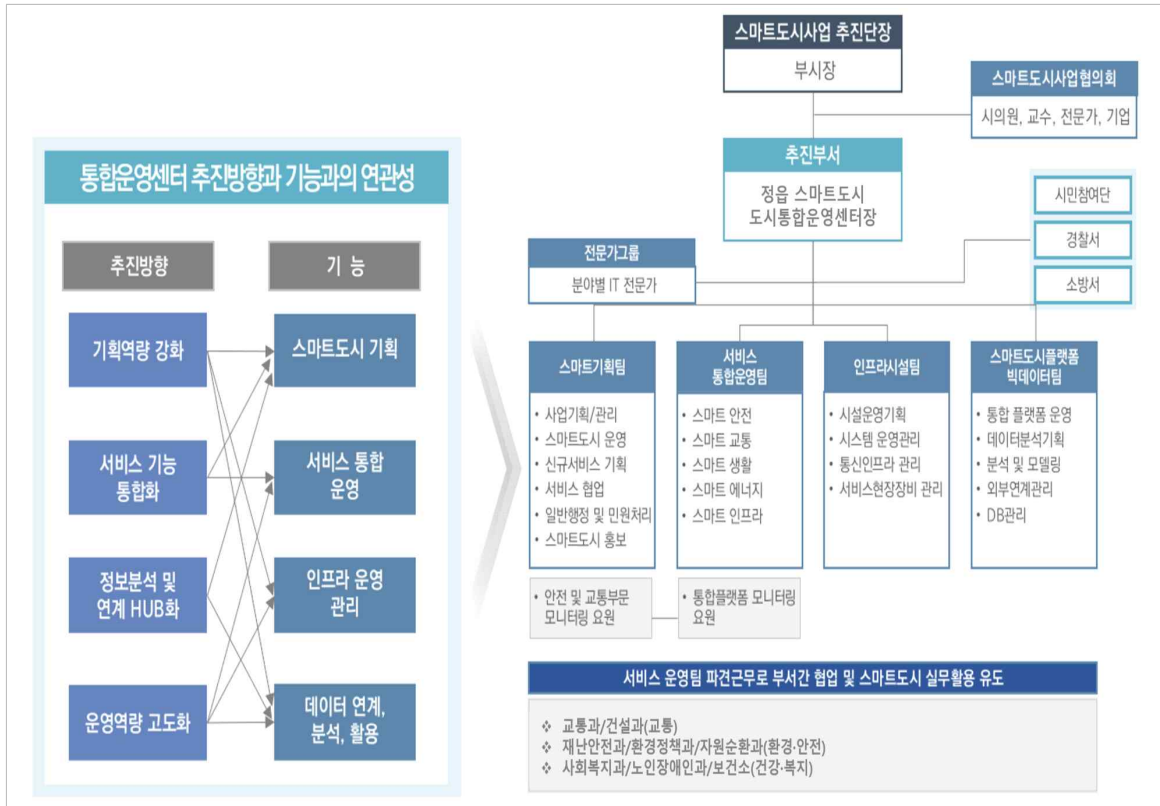 통합운영센터 추진방향과 기능과의 연관성
추진방향
기 능
기획역량 강화
스마트도시 기획
서비스 기능
통합화
서비스 통합
운영
정보분석 및
연계 HUB화
인프라 운영
관리
운영역량 고도화
데이터 연계,
분석, 활용
스마트도시사업 추진단장
부시장
스마트도시사업협의회
시의원, 교수, 전문가, 기업
추진부서
정읍 스마트도시
도시통합운영센터장
시민참여단
경찰서
소방서
전문가그룹
분야별 IT 전문가
스마트기획팀
• 사업기획/관리
• 스마트도시 운영
• 신규서비스 기획
• 서비스 협업
• 일반행정 및 민원처리
• 스마트도시 홍보
서비스
통합운영팀
• 스마트 안전
• 스마트 교통
• 스마트 생활
• 스마트 에너지
• 스마트 인프라
인프라시설팀
• 시설운영기획
• 시스템 운영관리
• 통신인프라 관리
• 서비스현장장비 관리
스마트도시플랫폼
빅데이터팀
• 통합 플랫폼 운영
• 데이터분석기획
• 분석 및 모델링
• 외부연계관리
• DB관리
• 안전 및 교통부문
모니터링 요원
• 통합플랫폼 모니터링
요원
서비스 운영팀 파견근무로 부서간 협업 및 스마트도시 실무활용 유도
❖ 교통과/건설과(교통)
❖ 재난안전과/환경정책과/자원순환과(환경·안전)
❖ 사회복지과/노인장애인과/보건소(건강·복지)